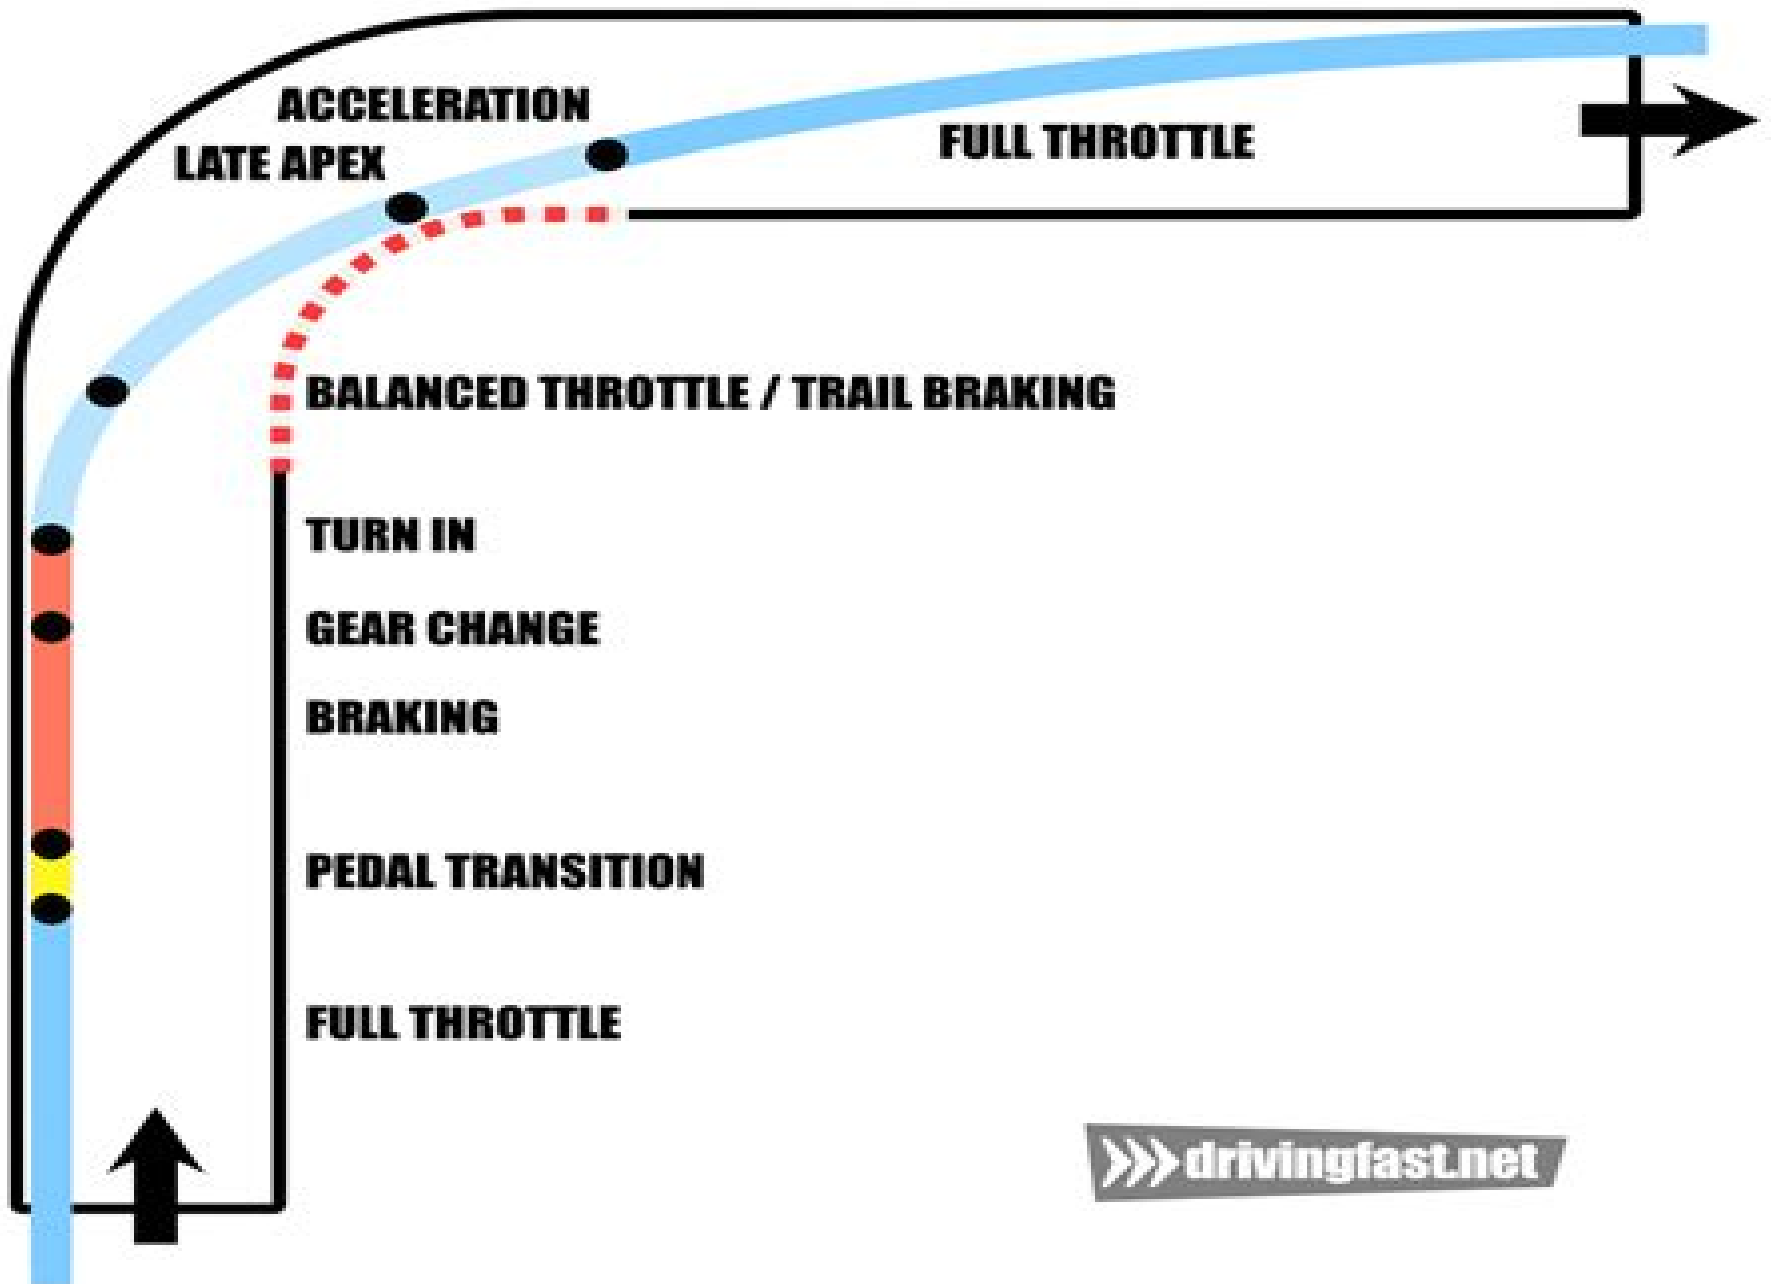 ACCELERATION
LATE APEX
FULL THROTTLE
BALANCED THROTTLE / TRAIL BRAKING
TURN IN
GEAR CHANGE
BRAKING
PEDAL TRANSITION
FULL THROTTLE
drivingfast.net